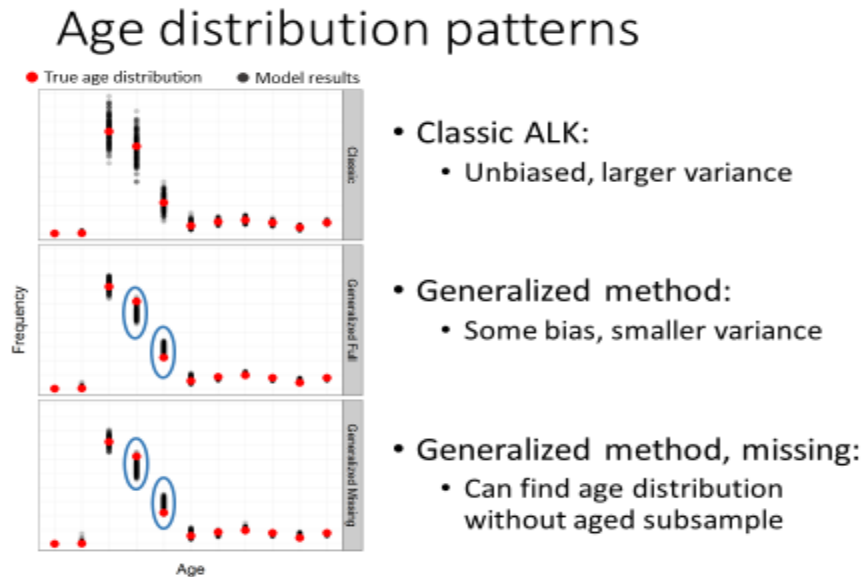 Age distribution patterns
True age distribution
Model results
Classic
Generalized Full
Generalized Missing
Frequency
Age
• Classic ALK:
• Unbiased, larger variance
• Generalized method:
• Some bias, smaller variance
• Generalized method, missing:
• Can find age distribution
without aged subsample